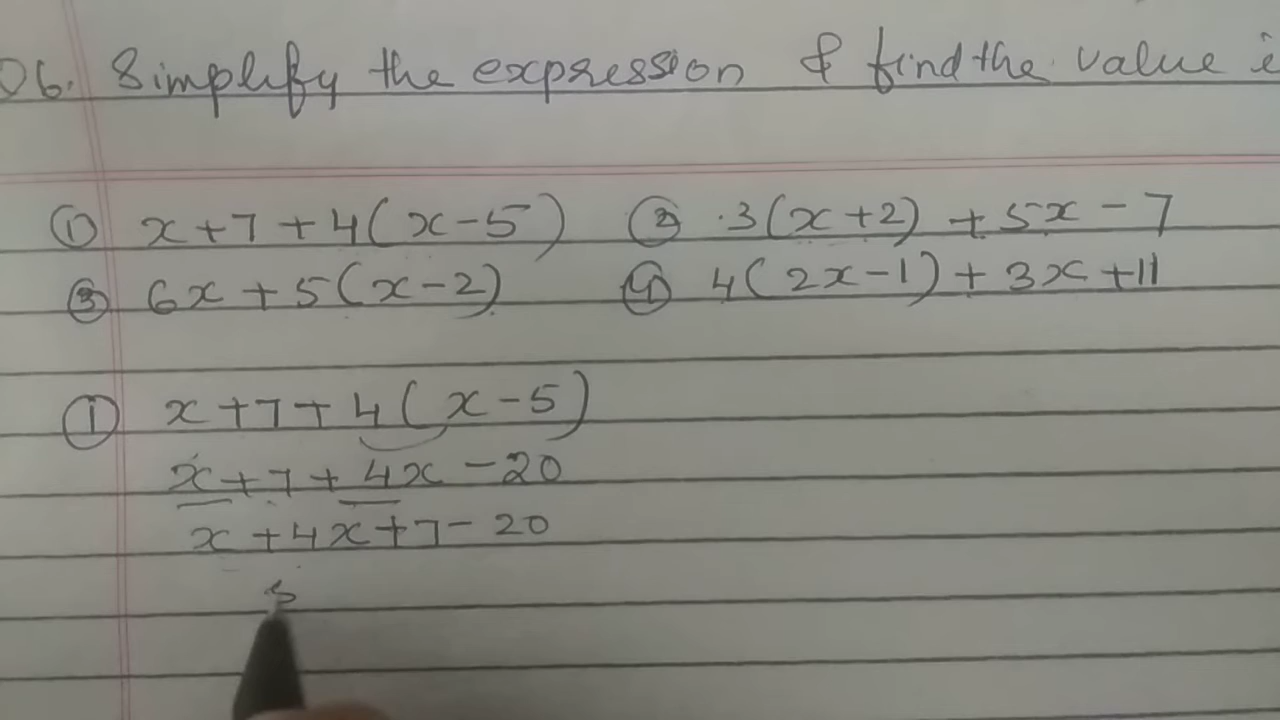 06. Simplify the expression & find the value i
① x+7+4(x-5) ② 3(x+2)+5x-7
③ 6x+5(x-2) ④ 4(2x-1)+3x+11
① x+7+4(x-5)
x+7+4x-20
x+4x+7-20
5